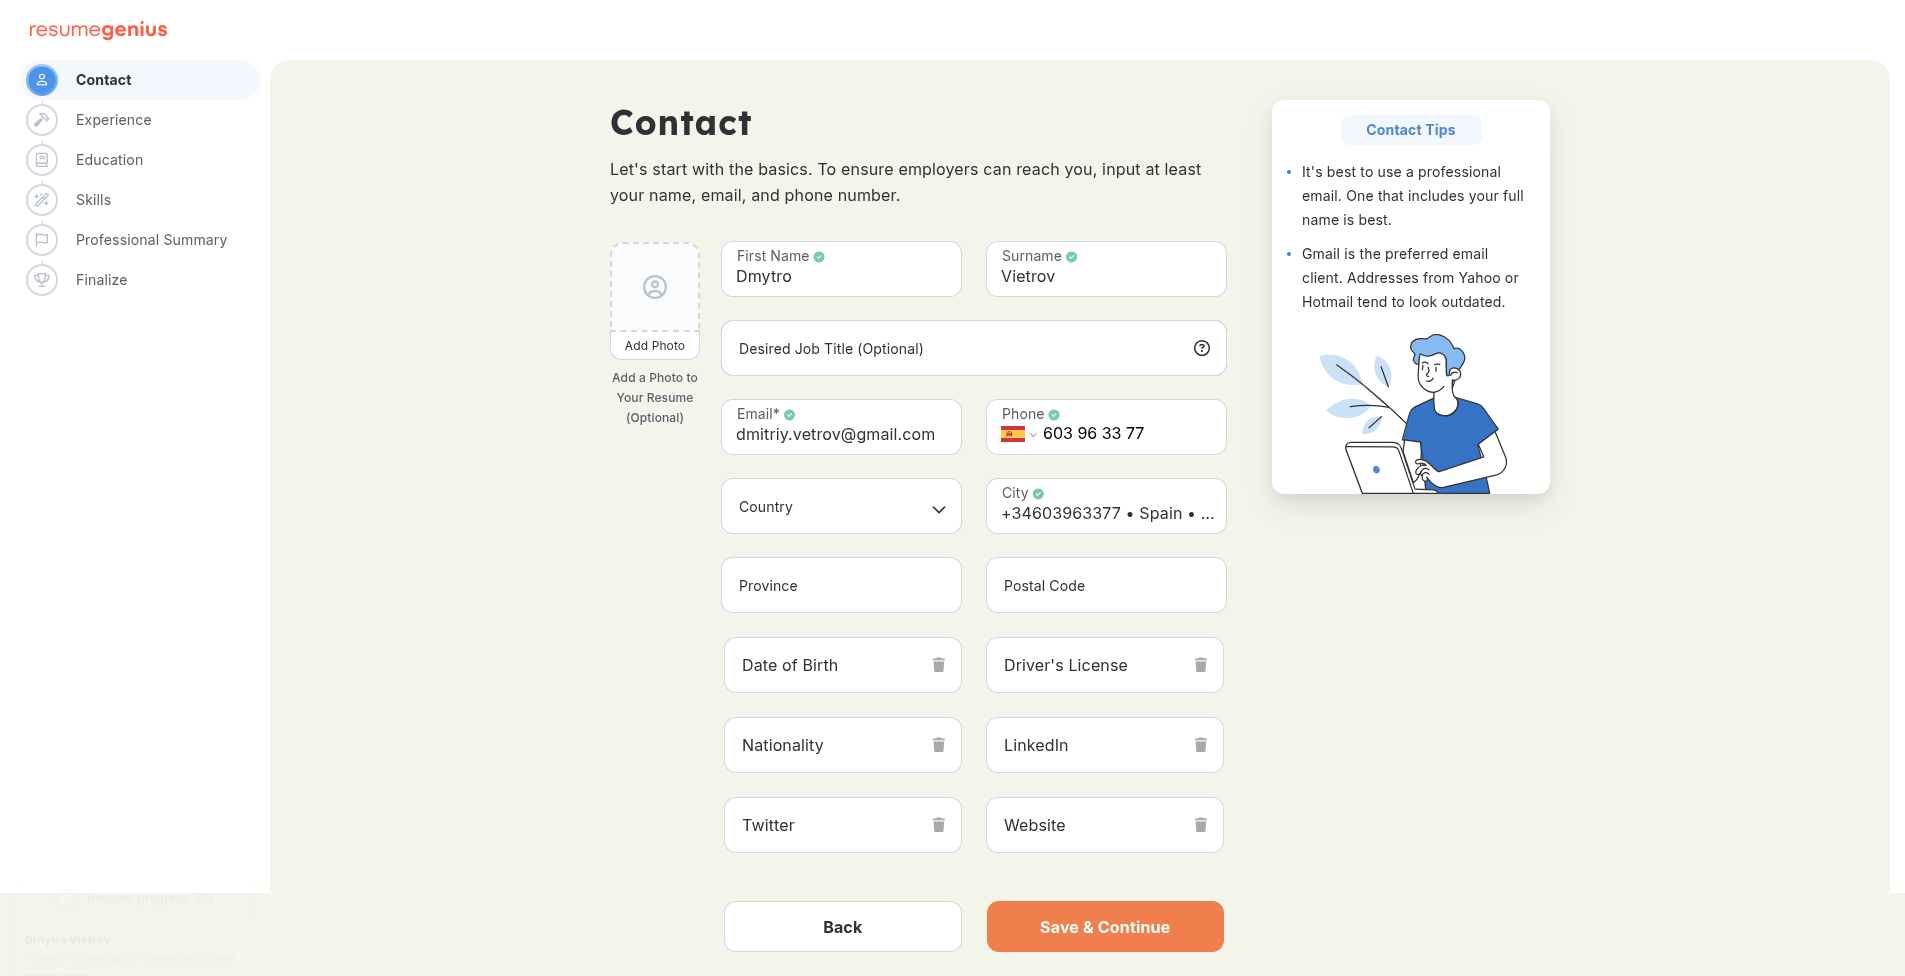 resumegenius
Contact
Experience
Education
Skills
Professional Summary
Finalize
Contact
Let's start with the basics. To ensure employers can reach you, input at least
your name, email, and phone number.
Add Photo
Add a Photo to
Your Resume
(Optional)
First Name
Dmytro
Surname
Vietrov
Desired Job Title (Optional)
Email*
dmitriy.vetrov@gmail.com
Phone
603 96 33 77
Country
City
+34603963377 • Spain • ...
Province
Postal Code
Date of Birth
Driver's License
Nationality
LinkedIn
Twitter
Website
Back
Save & Continue
Contact Tips
• It's best to use a professional
email. One that includes your full
name is best.
• Gmail is the preferred email
client. Addresses from Yahoo or
Hotmail tend to look outdated.
Resume progress: 7%
Dmytro Vietrov